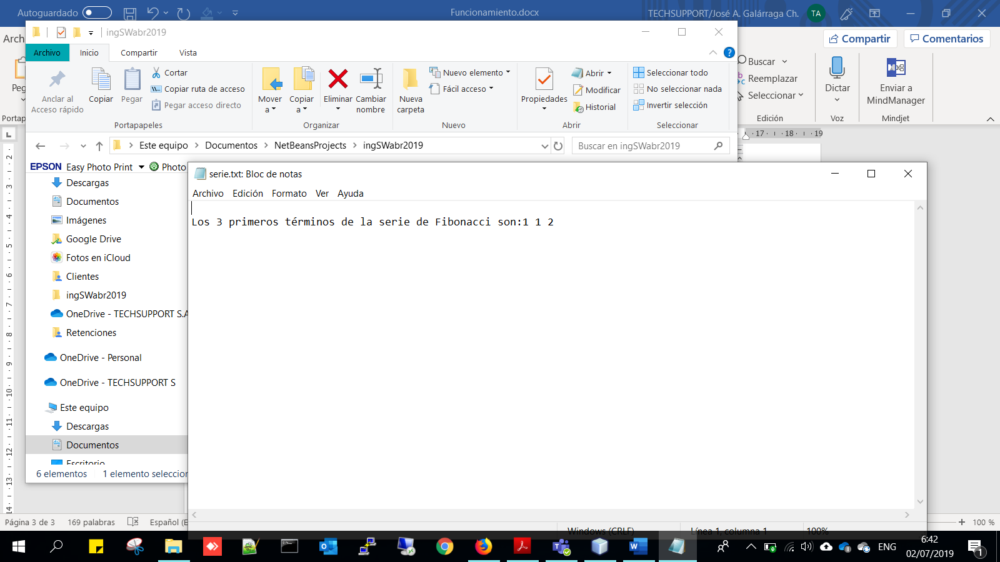 Autoguardado
Funcionamiento.docx
TECHSUPPORT/José A. Galárraga Ch.
TA
Compartir
Comentarios
Buscar
Reemplazar
Seleccionar
Edición
Dictar
Voz
Enviar a
MindManager
Mindjet
17 18 19
ingSWabr2019
Archivo Inicio Compartir Vista
Anclar al
Acceso rápido
Copiar
Pegar
Cortar
Copiar ruta de acceso
Pegar acceso directo
Portapapeles
Mover
a
Copiar
a
Eliminar
Cambiar
nombre
Organizar
Nueva
carpeta
Nuevo elemento
Fácil acceso
Nuevo
Propiedades
Abrir
Modificar
Historial
Abrir
Seleccionar todo
No seleccionar nada
Invertir selección
Seleccionar
Este equipo > Documentos > NetBeansProjects > ingSWabr2019
Buscar en ingSWabr2019
EPSON Easy Photo Print Photo
Descargas
Documentos
Imágenes
Google Drive
Fotos en iCloud
Clientes
ingSWabr2019
OneDrive - TECHSUPPORT S.A
Retenciones
OneDrive - Personal
OneDrive - TECHSUPPORT S
Este equipo
Descargas
Documentos
Escritorio
6 elementos 1 elemento seleccion
serie.txt: Bloc de notas
Archivo Edición Formato Ver Ayuda
Los 3 primeros términos de la serie de Fibonacci son:1 1 2
Windows (CRLF) Línea 1, columna 1 100%
Página 3 de 3 169 palabras Español (E
100 %
ENG
6:42
02/07/2019
1